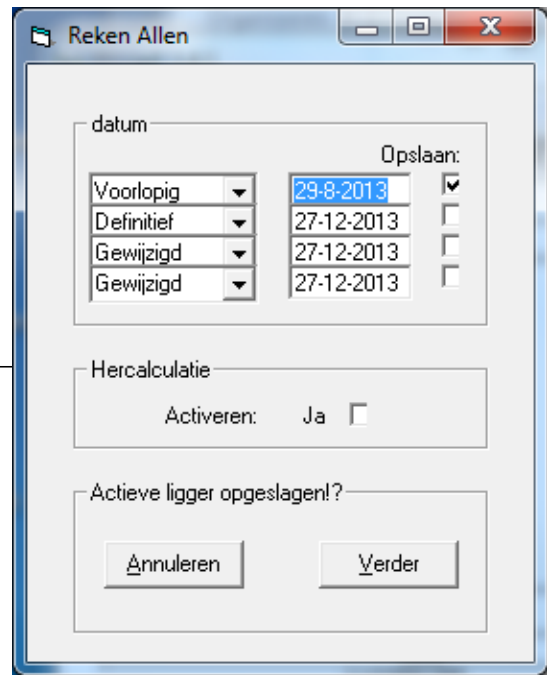 Reken Allen
datum
Opslaan:
Voorlopig 29-8-2013
Definitief 27-12-2013
Gewijzigd 27-12-2013
Gewijzigd 27-12-2013
Hercalculatie
Activeren: Ja
Actieve ligger opgeslagen!?
Annuleren Verder